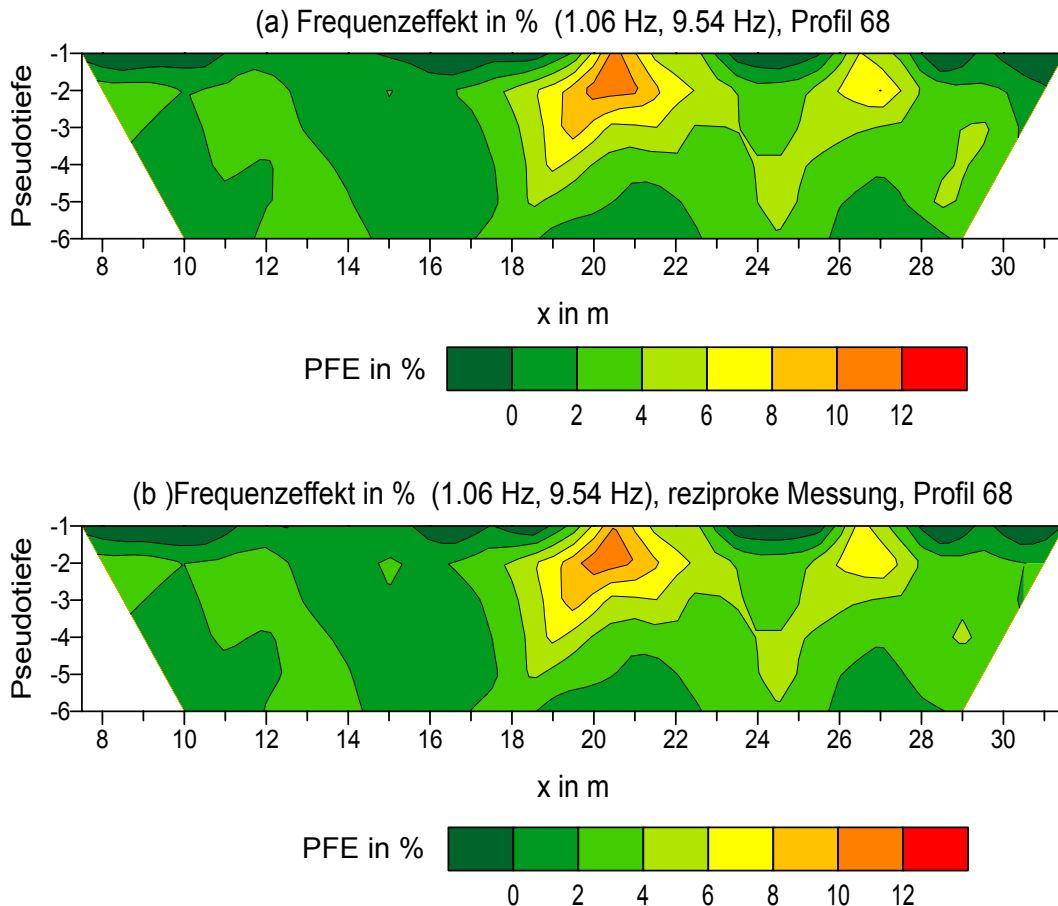 (a) Frequenzeffekt in % (1.06 Hz, 9.54 Hz), Profil 68
Pseudotiefe
-1
-2
-3
-4
-5
-6
8 10 12 14 16 18 20 22 24 26 28 30
x in m
PFE in %
0 2 4 6 8 10 12
(b )Frequenzeffekt in % (1.06 Hz, 9.54 Hz), reziproke Messung, Profil 68
Pseudotiefe
-1
-2
-3
-4
-5
-6
8 10 12 14 16 18 20 22 24 26 28 30
x in m
PFE in %
0 2 4 6 8 10 12